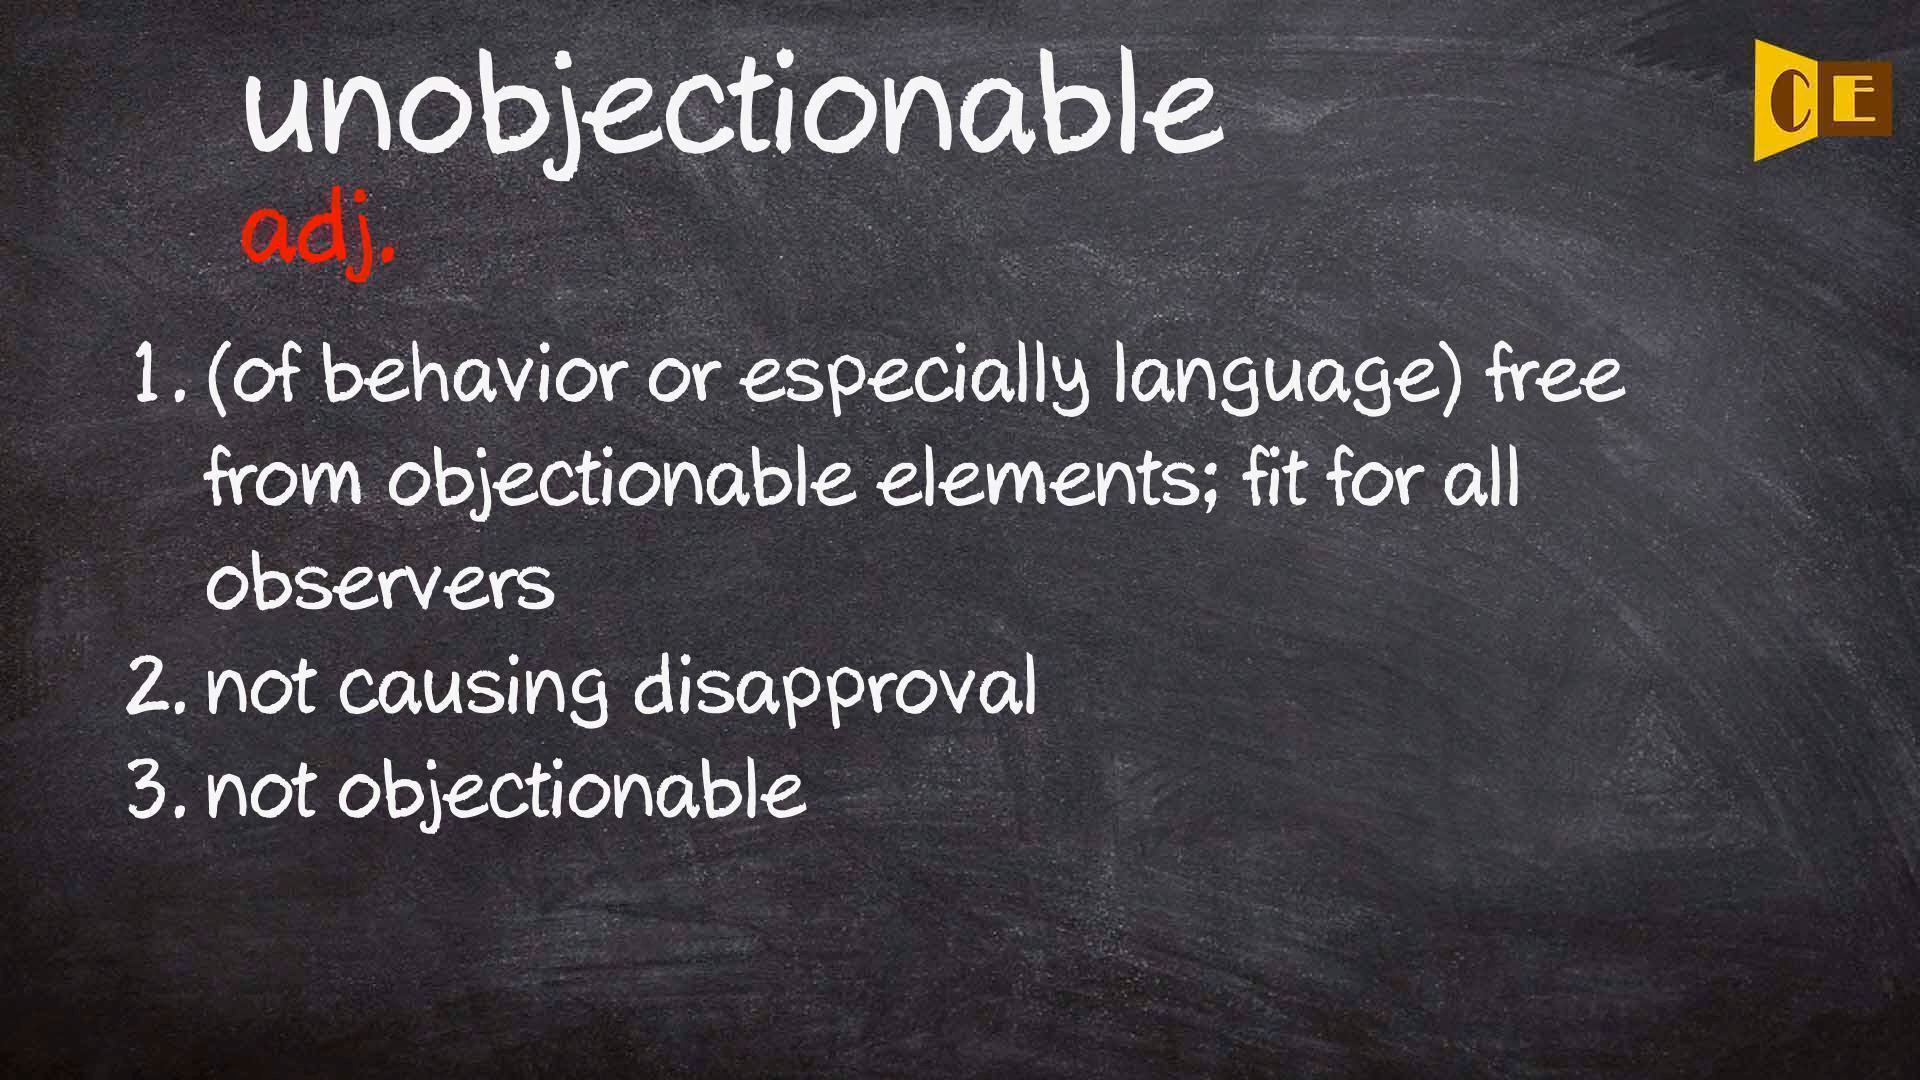 unobjectionable
CE
adj.
1. (of behavior or especially language) free
from objectionable elements; fit for all
observers
2. not causing disapproval
3. not objectionable